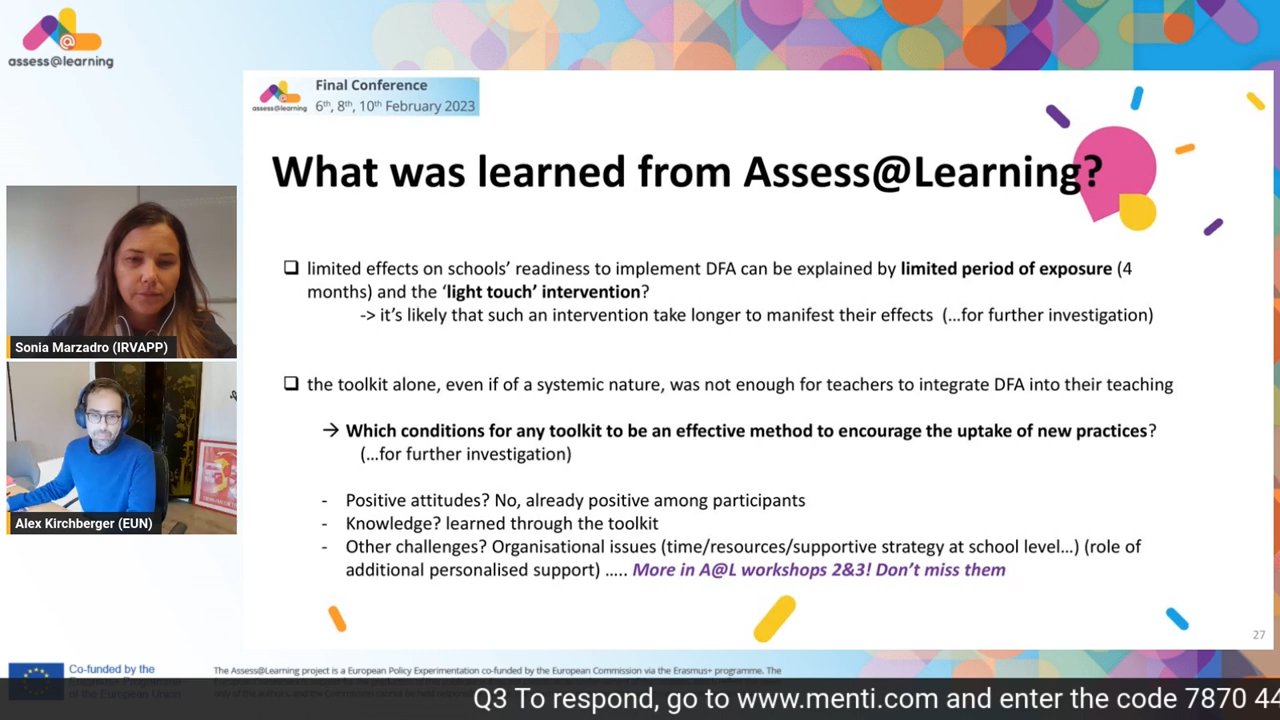 assess@learning
assess@learning
Final Conference
6th, 8th, 10th February 2023
What was learned from Assess@Learning?
❑ limited effects on schools' readiness to implement DFA can be explained by limited period of exposure (4
months) and the 'light touch' intervention?
-> it's likely that such an intervention take longer to manifest their effects (…for further investigation)
❑ the toolkit alone, even if of a systemic nature, was not enough for teachers to integrate DFA into their teaching
→ Which conditions for any toolkit to be an effective method to encourage the uptake of new practices?
(…for further investigation)
- Positive attitudes? No, already positive among participants
- Knowledge? learned through the toolkit
- Other challenges? Organisational issues (time/resources/supportive strategy at school level…) (role of
additional personalised support) ….. More in A@L workshops 2&3! Don't miss them
27
Sonia Marzadro (IRVAPP)
Alex Kirchberger (EUN)
Co-funded by the
of the European Union
The Assess@Learning project is a European Policy Experimentation co-funded by the European Commission via the Erasmus+ programme. The
Q3 To respond, go to www.menti.com and enter the code 7870 44